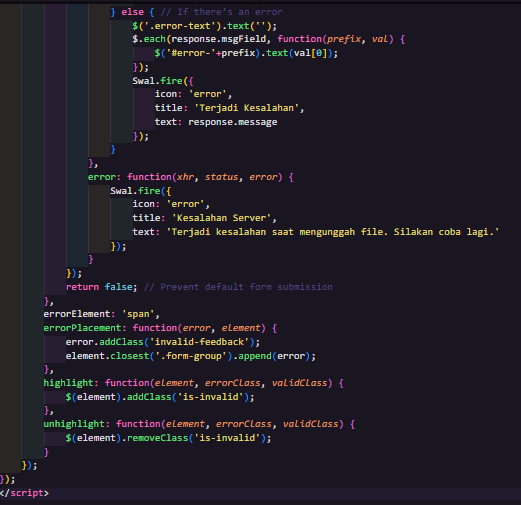 } else { // If there's an error
$('.error-text').text('');
$.each(response.msgField, function(prefix, val) {
$('#error-'+prefix).text(val[0]);
});
Swal.fire({
icon: 'error',
title: 'Terjadi Kesalahan',
text: response.message
});
}
},
error: function(xhr, status, error) {
Swal.fire({
icon: 'error',
title: 'Kesalahan Server',
text: 'Terjadi kesalahan saat mengunggah file. Silakan coba lagi.'
});
}
});
return false; // Prevent default form submission
},
errorElement: 'span',
errorPlacement: function(error, element) {
error.addClass('invalid-feedback');
element.closest('.form-group').append(error);
},
highlight: function(element, errorClass, validClass) {
$(element).addClass('is-invalid');
},
unhighlight: function(element, errorClass, validClass) {
$(element).removeClass('is-invalid');
}
});
});
</script>